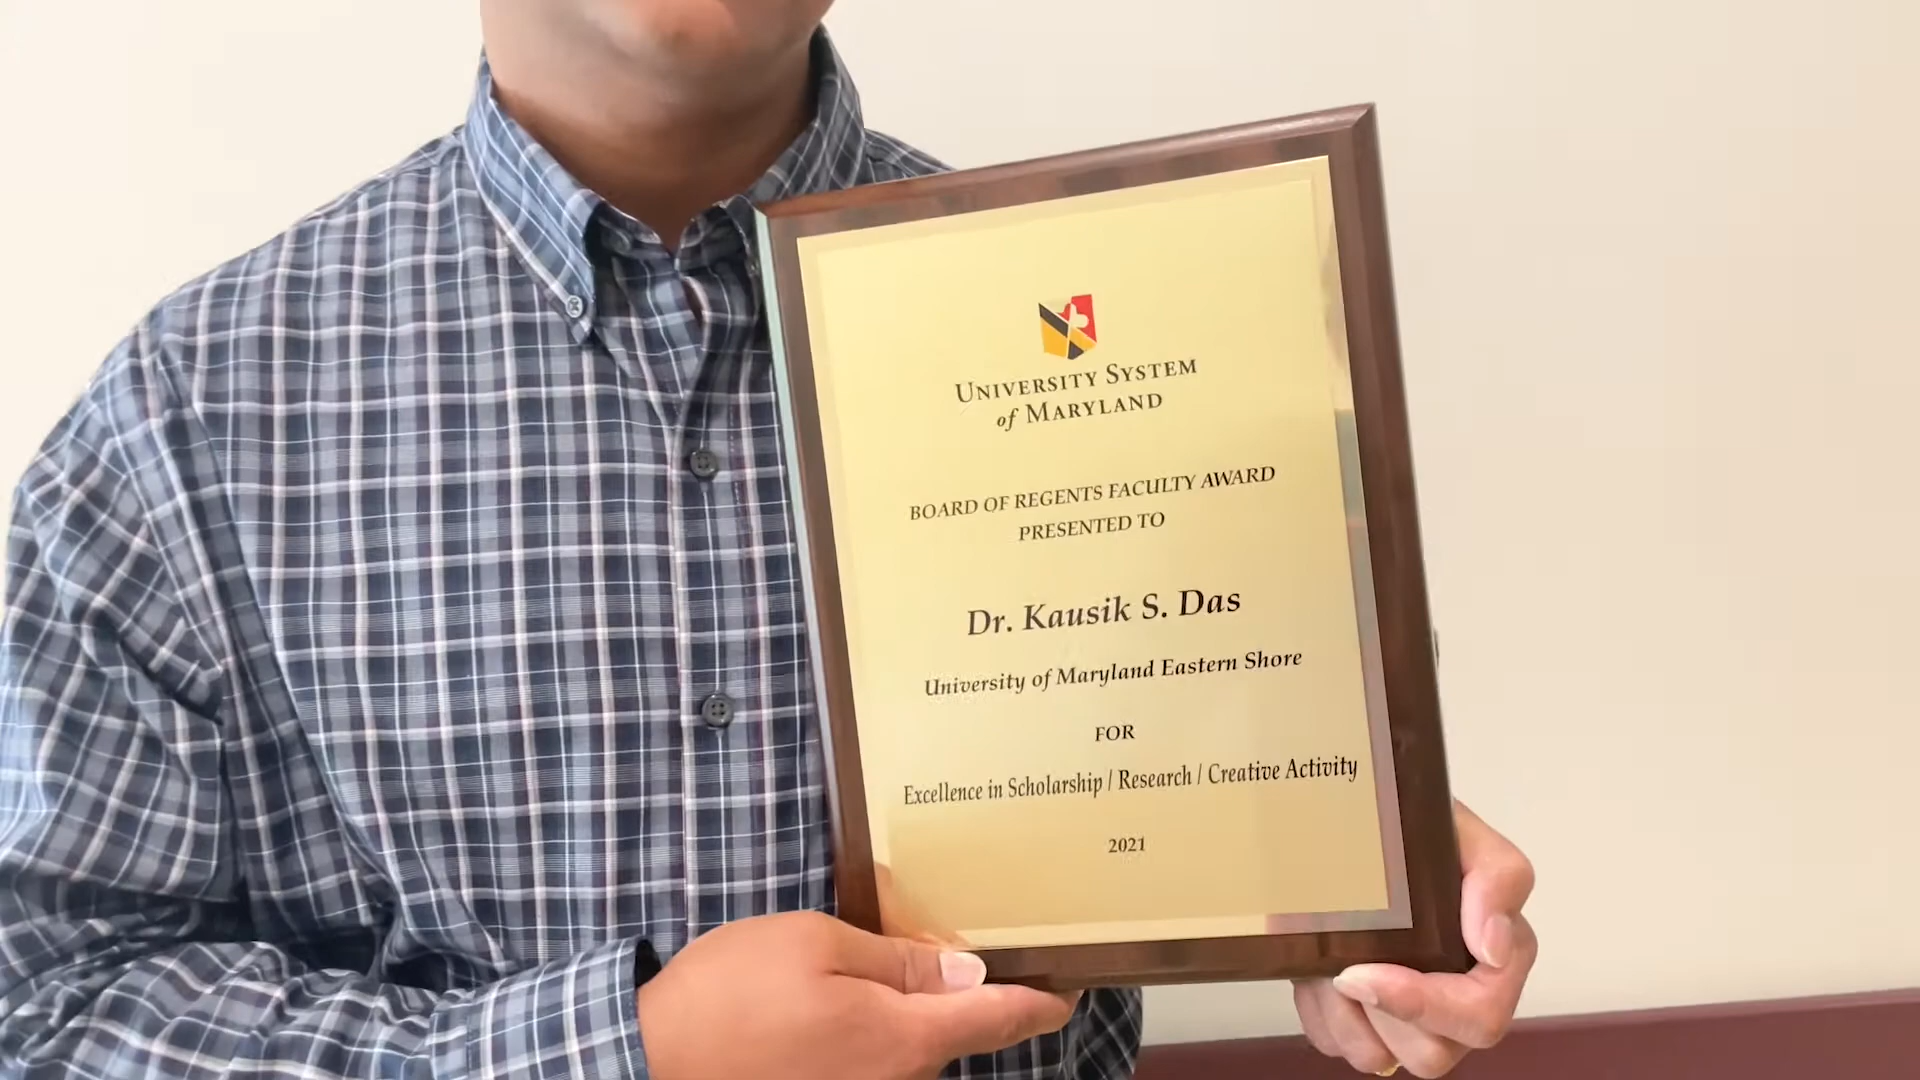 UNIVERSITY SYSTEM
of MARYLAND
BOARD OF REGENTS FACULTY AWARD
PRESENTED TO
Dr. Kausik S. Das
University of Maryland Eastern Shore
FOR
Excellence in Scholarship / Research / Creative Activity
2021